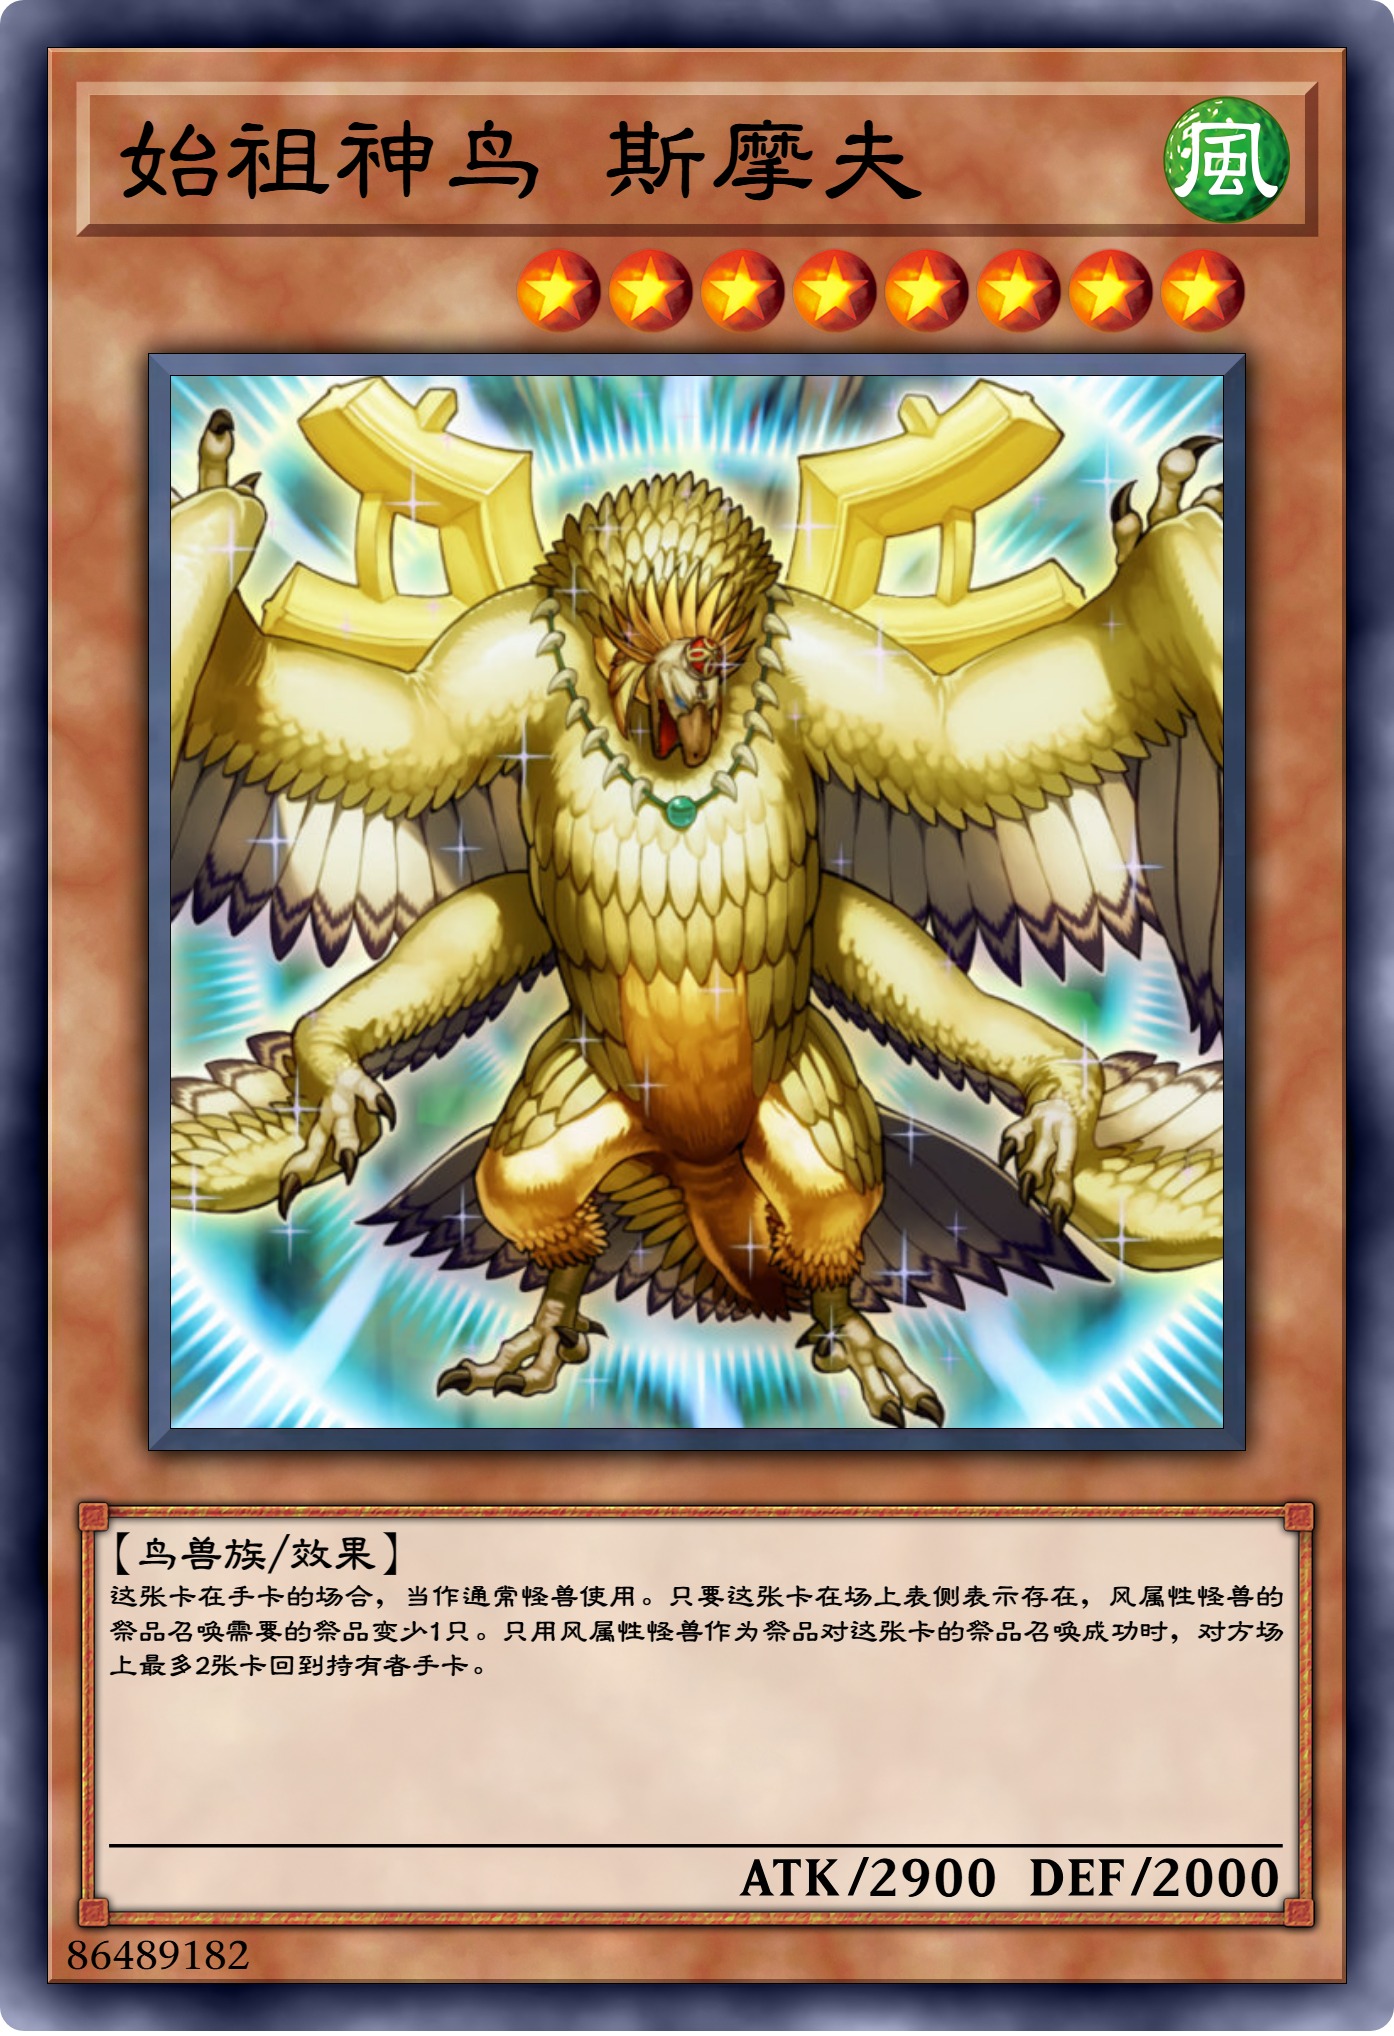 始祖神鸟 斯摩夫
風
【鸟兽族/效果】
这张卡在手卡的场合，当作通常怪兽使用。只要这张卡在场上表侧表示存在，风属性怪兽的
祭品召唤需要的祭品变少1只。只用风属性怪兽作为祭品对这张卡的祭品召唤成功时，对方场
上最多2张卡回到持有者手卡。
ATK/2900 DEF/2000
86489182